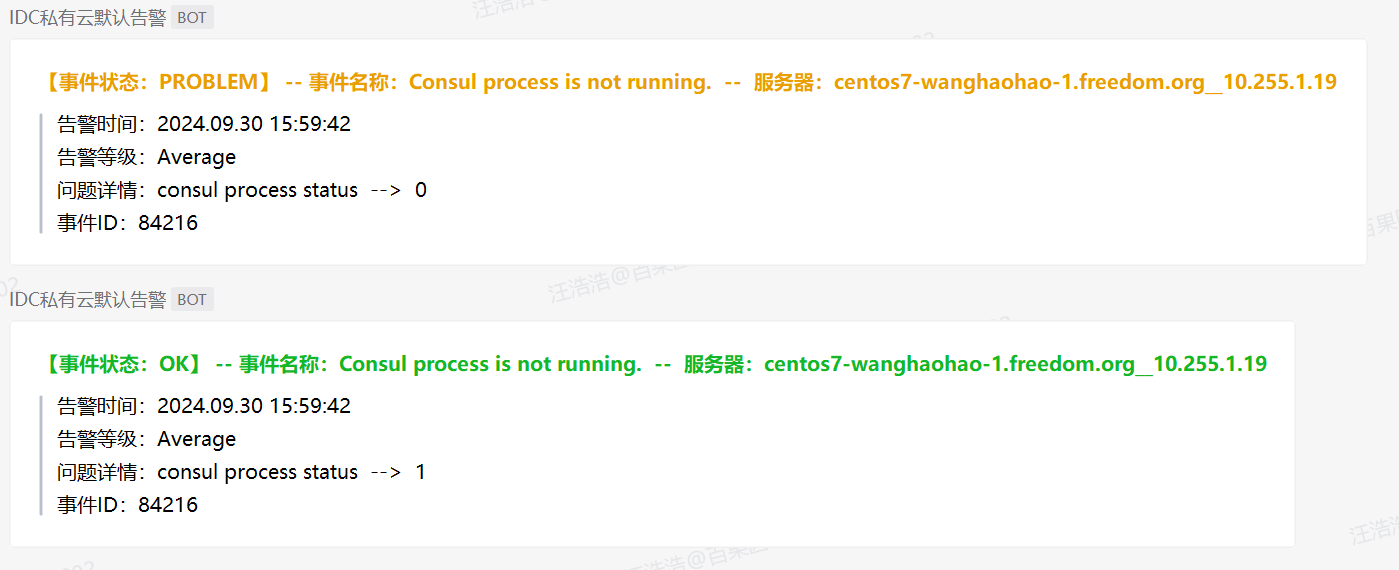 IDC私有云默认告警 BOT
【事件状态：PROBLEM】 -- 事件名称：Consul process is not running. -- 服务器：centos7-wanghaohao-1.freedom.org__10.255.1.19
告警时间：2024.09.30 15:59:42
告警等级：Average
问题详情：consul process status --> 0
事件ID：84216
IDC私有云默认告警 BOT
【事件状态：OK】 -- 事件名称：Consul process is not running. -- 服务器：centos7-wanghaohao-1.freedom.org__10.255.1.19
告警时间：2024.09.30 15:59:42
告警等级：Average
问题详情：consul process status --> 1
事件ID：84216